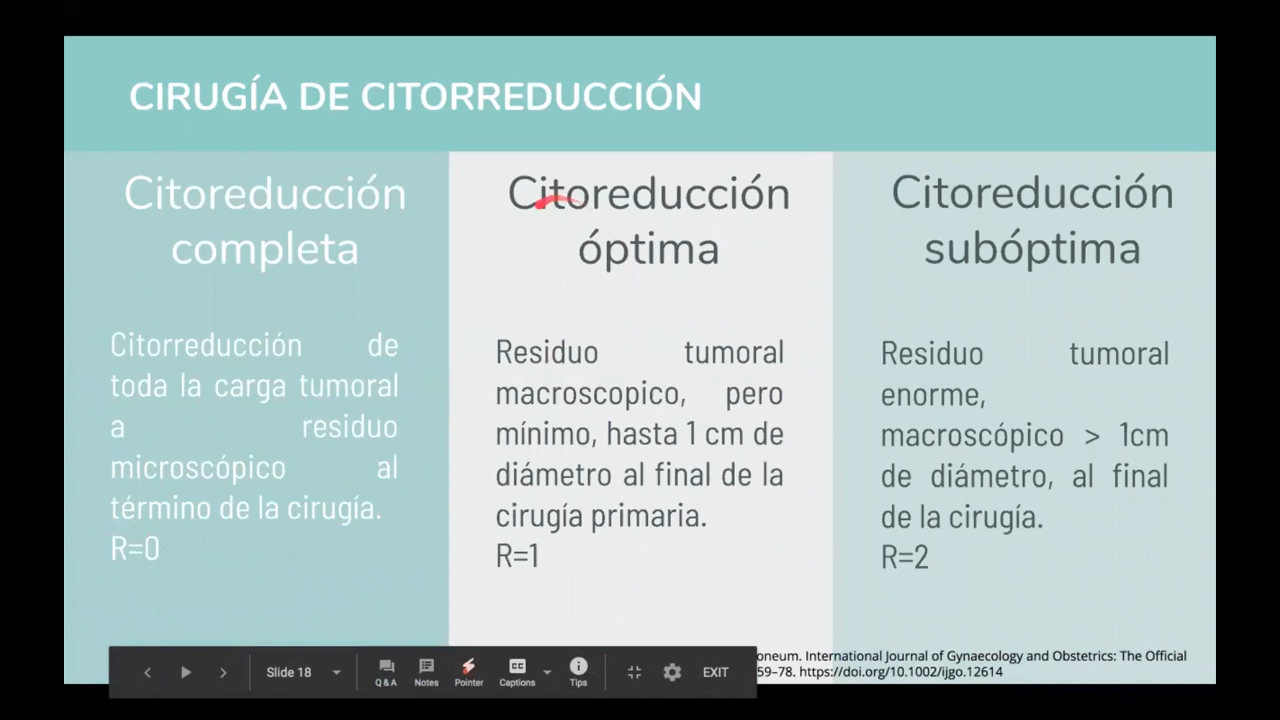 CIRUGÍA DE CITORREDUCCIÓN
Citoreducción
completa
Citorreducción de
toda la carga tumoral
a residuo
microscópico al
término de la cirugía.
R=0
Citoreducción
óptima
Residuo tumoral
macroscopico, pero
mínimo, hasta 1 cm de
diámetro al final de la
cirugía primaria.
R=1
Citoreducción
subóptima
Residuo tumoral
enorme,
macroscópico > 1cm
de diámetro, al final
de la cirugía.
R=2
oneum. International Journal of Gynaecology and Obstetrics: The Official
59–78. https://doi.org/10.1002/ijgo.12614
Slide 18
Q & A
Notes
Pointer
CC
Captions
Tips
EXIT